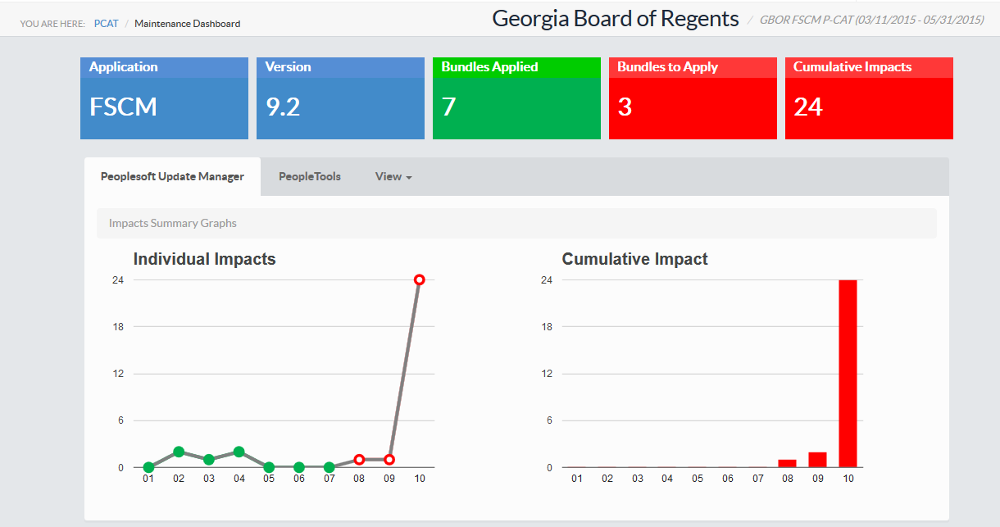 YOU ARE HERE: PCAT / Maintenance Dashboard
Georgia Board of Regents / GBOR FSCM P-CAT (03/11/2015 - 05/31/2015)
Application
FSCM
Version
9.2
Bundles Applied
7
Bundles to Apply
3
Cumulative Impacts
24
Peoplesoft Update Manager
PeopleTools
View
Impacts Summary Graphs
Individual Impacts
24
18
12
6
0
01 02 03 04 05 06 07 08 09 10
Cumulative Impact
24
18
12
6
0
01 02 03 04 05 06 07 08 09 10